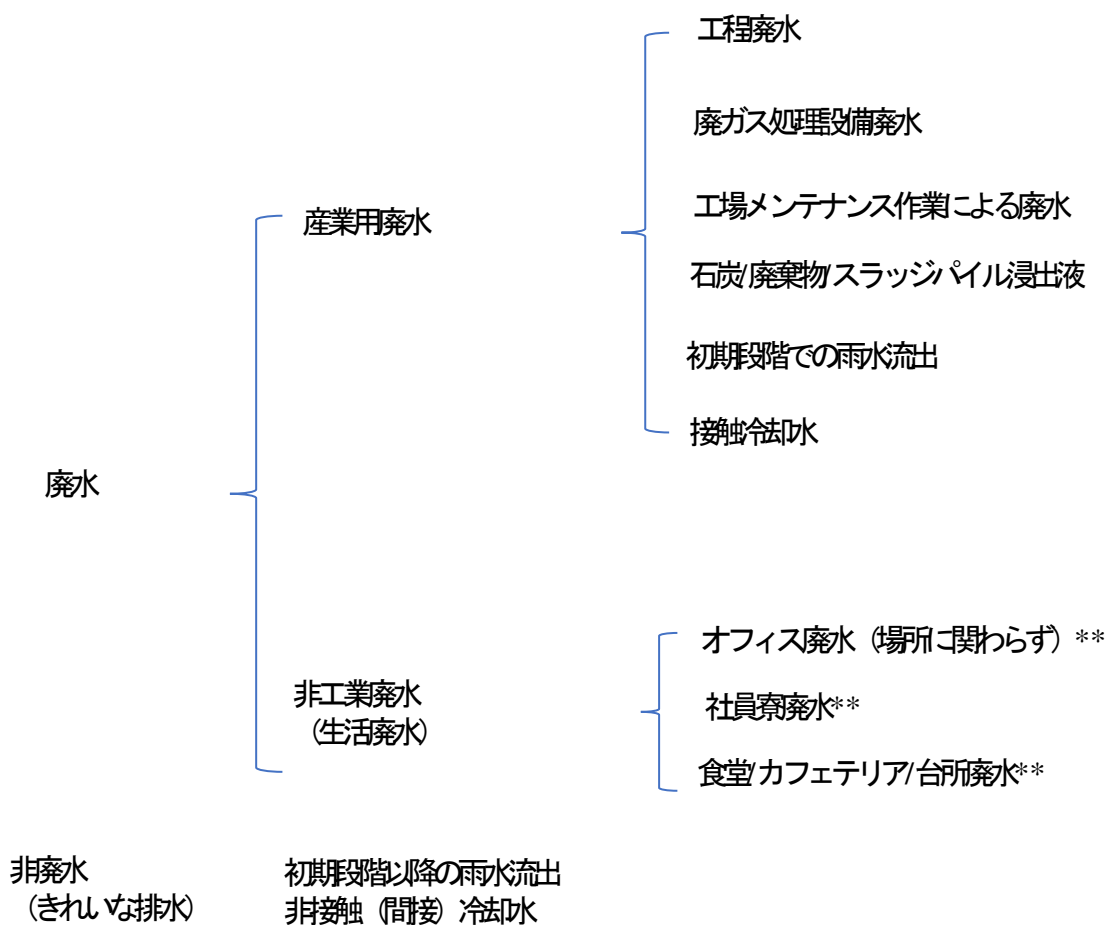 工程廃水
廃ガス処理設備廃水
産業用廃水
工場メンテナンス作業による廃水
石炭/廃棄物/スラッジパイル浸出液
初期段階での雨水流出
接触冷却水
廃水
オフィス廃水（場所に関わらず）**
非工業廃水
（生活廃水）
社員寮廃水**
食堂/カフェテリア/台所廃水**
非廃水
（きれいな排水）
初期段階以降の雨水流出
非接触（間接）冷却水